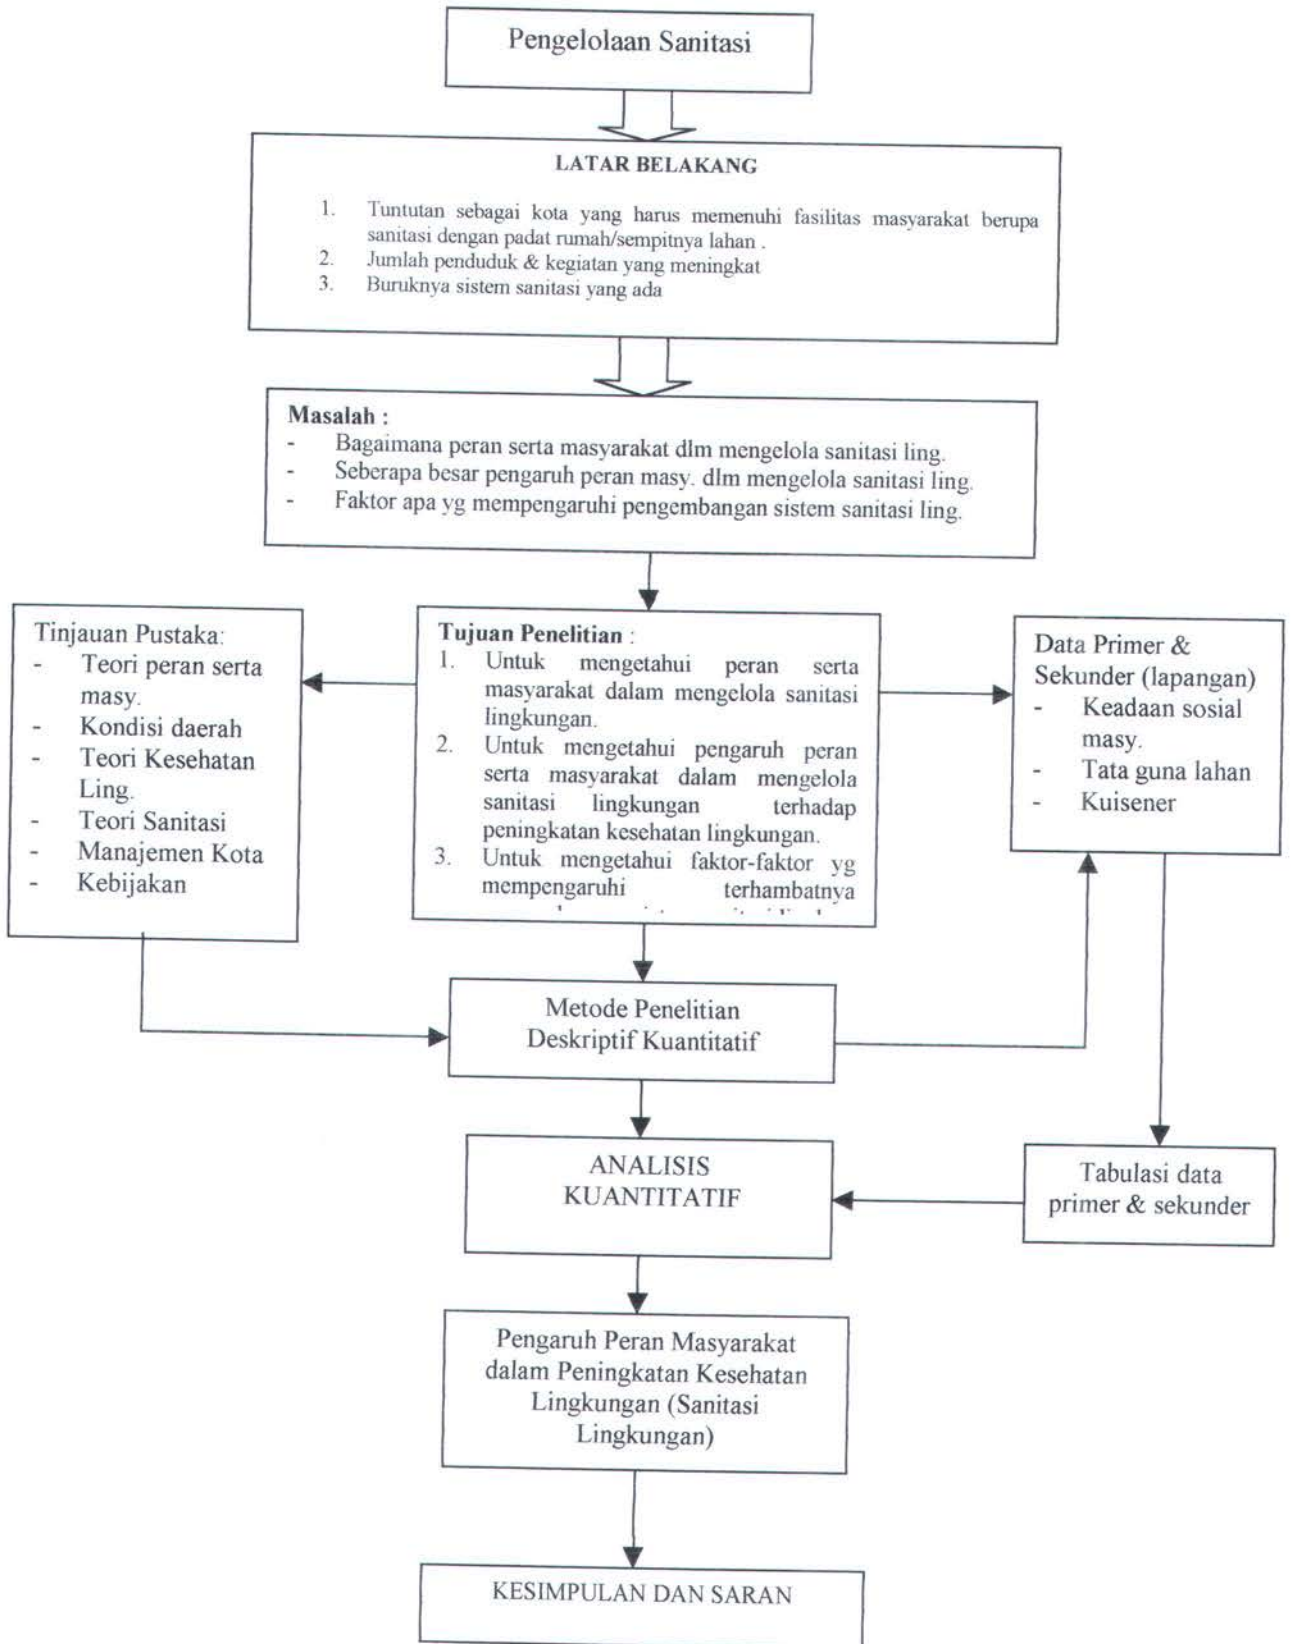 Pengelolaan Sanitasi
LATAR BELAKANG
1. Tuntutan sebagai kota yang harus memenuhi fasilitas masyarakat berupa
sanitasi dengan padat rumah/sempitnya lahan .
2. Jumlah penduduk & kegiatan yang meningkat
3. Buruknya sistem sanitasi yang ada
Masalah :
- Bagaimana peran serta masyarakat dlm mengelola sanitasi ling.
- Seberapa besar pengaruh peran masy. dlm mengelola sanitasi ling.
- Faktor apa yg mempengaruhi pengembangan sistem sanitasi ling.
Tinjauan Pustaka:
- Teori peran serta
masy.
- Kondisi daerah
- Teori Kesehatan
Ling.
- Teori Sanitasi
- Manajemen Kota
- Kebijakan
Tujuan Penelitian :
1. Untuk mengetahui peran serta
masyarakat dalam mengelola sanitasi
lingkungan.
2. Untuk mengetahui pengaruh peran
serta masyarakat dalam mengelola
sanitasi lingkungan terhadap
peningkatan kesehatan lingkungan.
3. Untuk mengetahui faktor-faktor yg
mempengaruhi terhambatnya
Data Primer &
Sekunder (lapangan)
- Keadaan sosial
masy.
- Tata guna lahan
- Kuisener
Metode Penelitian
Deskriptif Kuantitatif
ANALISIS
KUANTITATIF
Tabulasi data
primer & sekunder
Pengaruh Peran Masyarakat
dalam Peningkatan Kesehatan
Lingkungan (Sanitasi
Lingkungan)
KESIMPULAN DAN SARAN